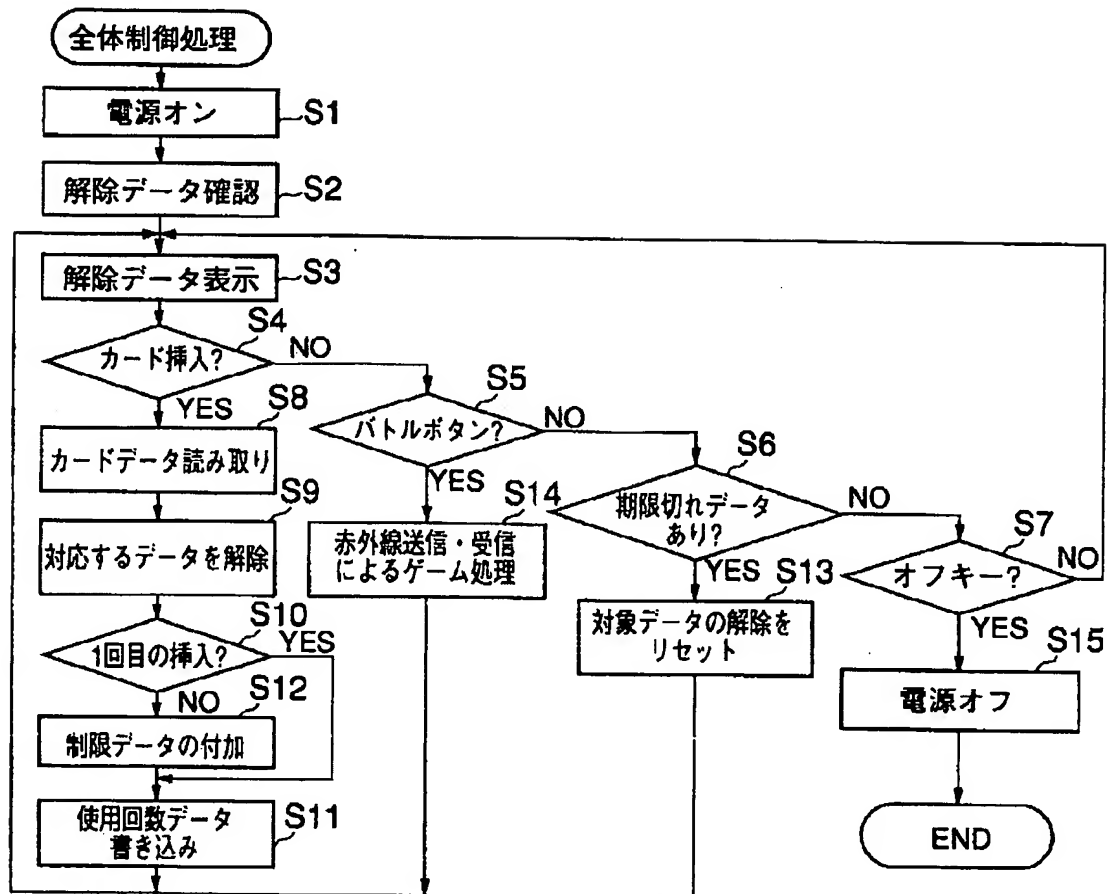 全体制御処理
電源オン
S1
解除データ確認
S2
解除データ表示
S3
カード挿入?
S4
NO
YES
バトルボタン?
S5
NO
YES
期限切れデータ
あり?
S6
NO
YES
オフキー?
S7
NO
YES
カードデータ読み取り
S8
対応するデータを解除
S9
1回目の挿入?
S10
YES
NO
制限データの付加
S12
使用回数データ
書き込み
S11
赤外線送信・受信
によるゲーム処理
S14
対象データの解除を
リセット
S13
電源オフ
S15
END